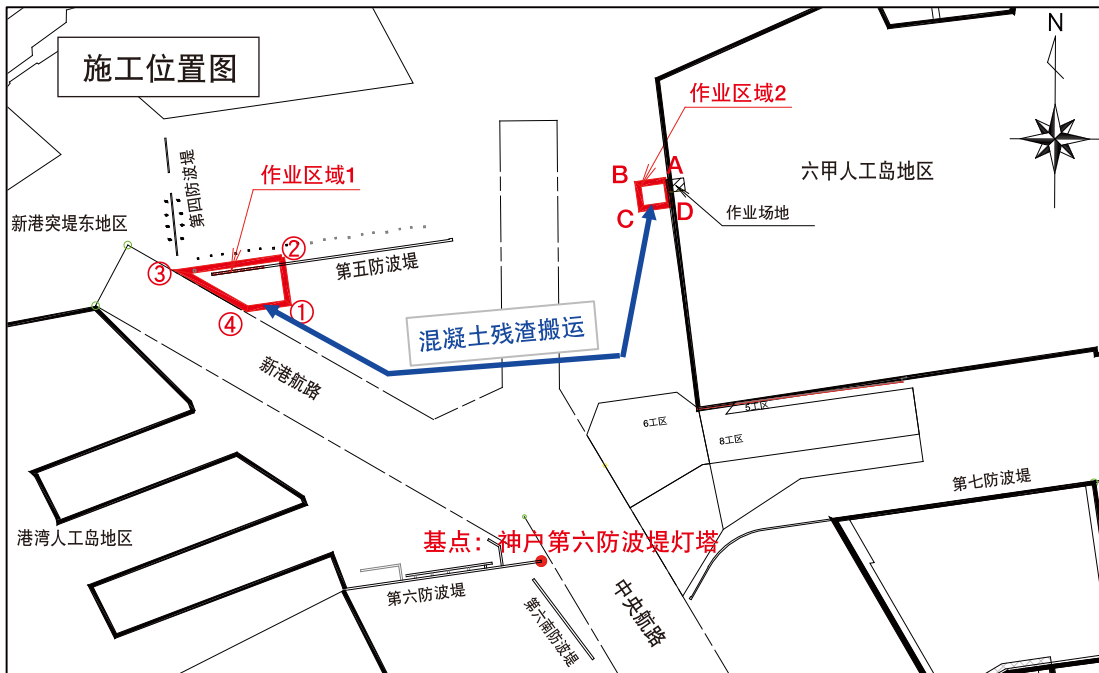 施工位置图
N
作业区域2
A
B
C
D
六甲人工岛地区
作业场地
第四防波堤
作业区域1
新港突堤东地区
②
③
①
④
第五防波堤
混凝土残渣搬运
新港航路
6工区
5工区
8工区
第七防波堤
港湾人工岛地区
基点：神户第六防波堤灯塔
第六防波堤
第六南防波堤
中央航路